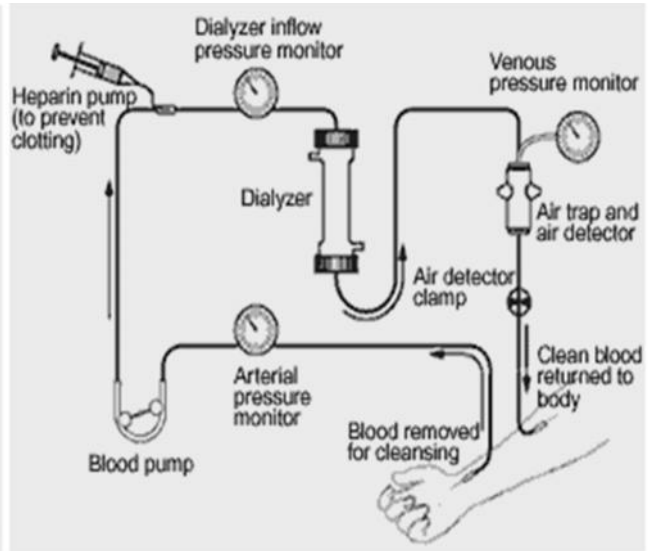 Dialyzer inflow
pressure monitor
Venous
pressure monitor
Heparin pump
(to prevent
clotting)
Dialyzer
Air trap and
air detector
Air detector
clamp
Clean blood
returned to
body
Arterial
pressure
monitor
Blood removed
for cleansing
Blood pump